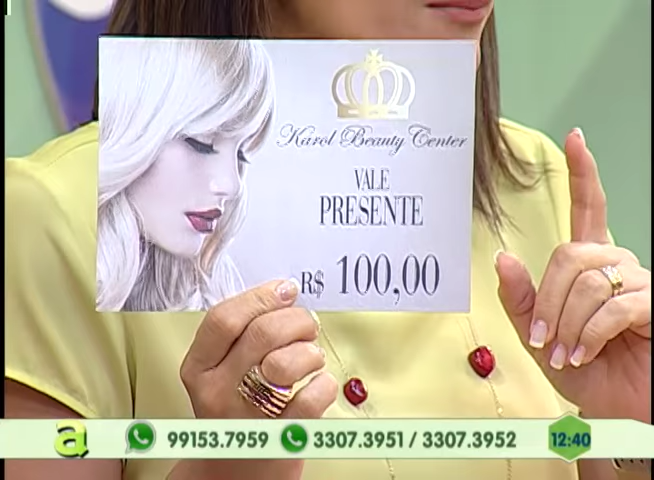 Karol Beauty Center
VALE
PRESENTE
R$ 100,00
a 99153.7959 3307.3951 / 3307.3952 12:40